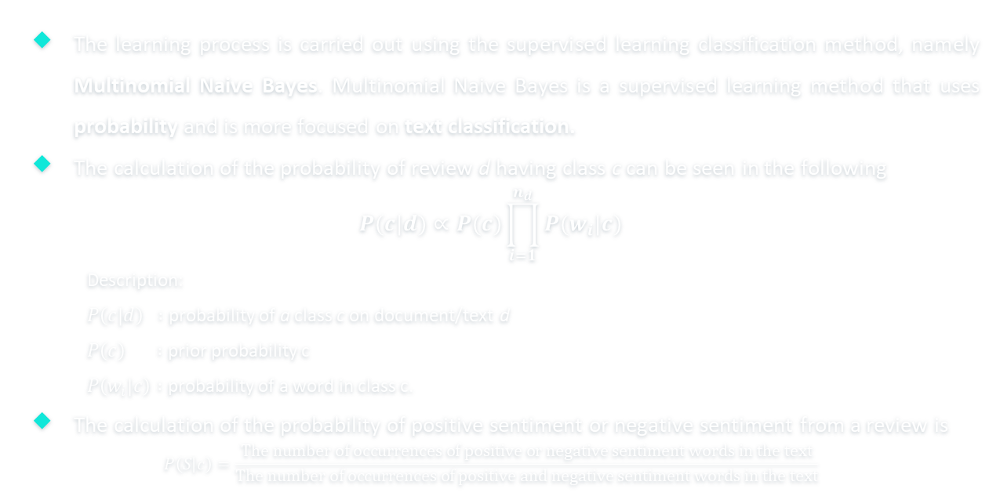 The learning process is carried out using the supervised learning classification method, namely
Multinomial Naive Bayes. Multinomial Naive Bayes is a supervised learning method that uses
probability and is more focused on text classification.
The calculation of the probability of review d having class c can be seen in the following
P(c|d) ∝ P(c) ∏_{i=1}^{n_d} P(w_i|c)
Description:
P(c|d) : probability of a class c on document/text d
P(c) : prior probability c
P(w_i|c) : probability of a word in class c.
The calculation of the probability of positive sentiment or negative sentiment from a review is
The number of occurrences of positive or negative sentiment words in the text
P(S|c) =
The number of occurrences of positive and negative sentiment words in the text